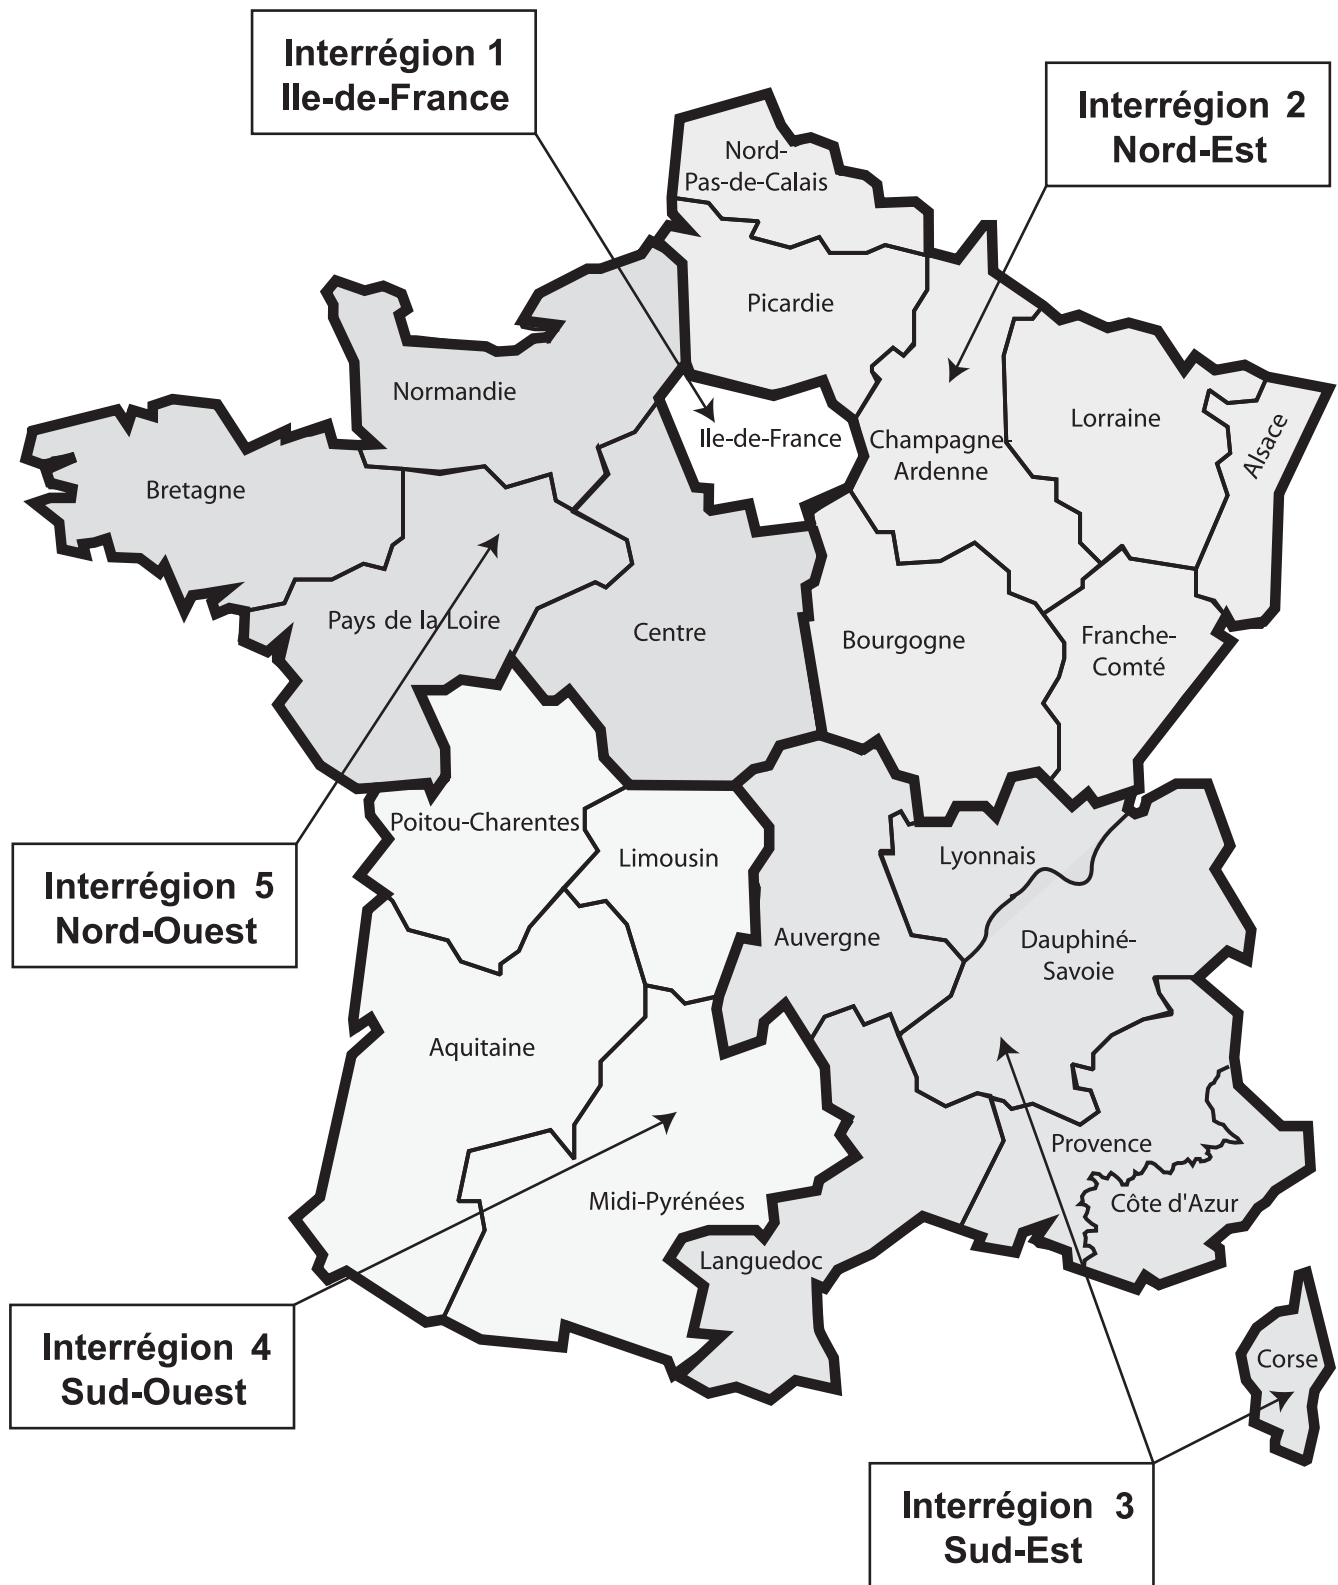 Interrégion 1
Ile-de-France
Interrégion 2
Nord-Est
Nord-
Pas-de-Calais
Picardie
Normandie
Ile-de-France
Champagne-
Ardenne
Lorraine
Alsace
Bretagne
Pays de la Loire
Centre
Bourgogne
Franche-
Comté
Poitou-Charentes
Limousin
Lyonnais
Interrégion 5
Nord-Ouest
Auvergne
Dauphiné-
Savoie
Aquitaine
Provence
Midi-Pyrénées
Côte d'Azur
Languedoc
Interrégion 4
Sud-Ouest
Corse
Interrégion 3
Sud-Est